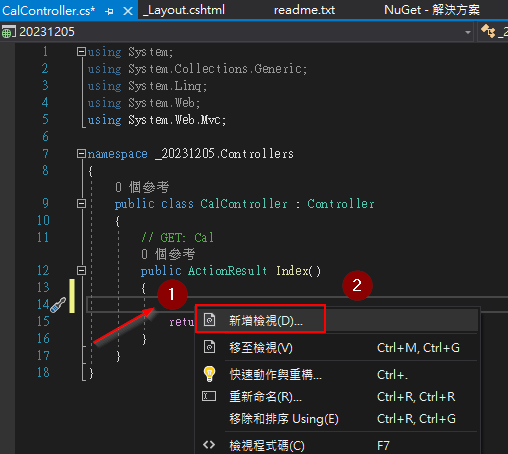 CalController.cs* _Layout.cshtml readme.txt NuGet - 解決方案
20231205
1 using System;
2 using System.Collections.Generic;
3 using System.Linq;
4 using System.Web;
5 using System.Web.Mvc;
6
7 namespace _20231205.Controllers
8 {
0 個參考
9 public class CalController : Controller
10 {
11 // GET: Cal
0 個參考
12 public ActionResult Index()
13 {
14
15 retu
16 }
17 }
18 }
1
2
新增檢視(D)...
移至檢視(V) Ctrl+M, Ctrl+G
快速動作與重構... Ctrl+.
重新命名(R)... Ctrl+R, Ctrl+R
移除和排序 Using(E) Ctrl+R, Ctrl+G
檢視程式碼(C) F7